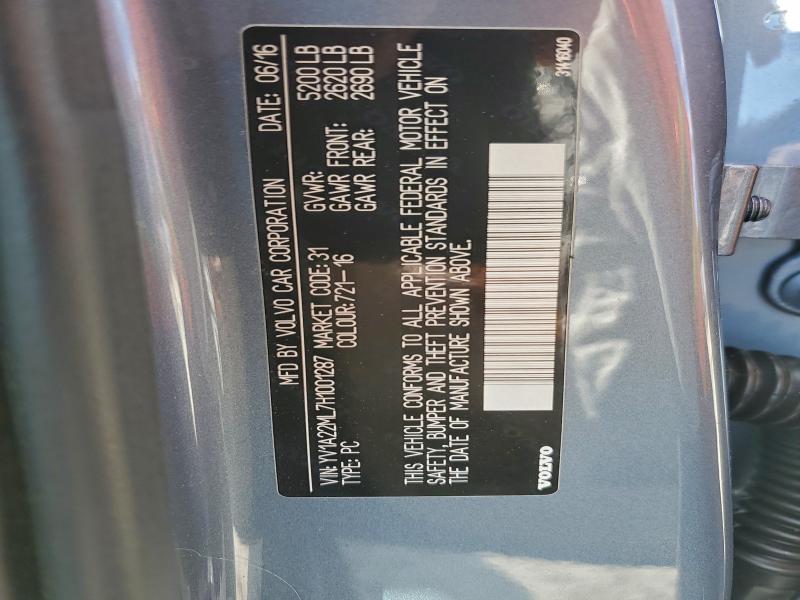 MFD BY VOLVO CAR CORPORATION DATE: 06/16
VIN: YV1A22ML7H1001287 MARKET CODE: 31 GVWR: 5200 LB
TYPE: PC COLOUR: 721-16 GAWR FRONT: 2620 LB
GAWR REAR: 2690 LB
THIS VEHICLE CONFORMS TO ALL APPLICABLE FEDERAL MOTOR VEHICLE
SAFETY, BUMPER AND THEFT PREVENTION STANDARDS IN EFFECT ON
THE DATE OF MANUFACTURE SHOWN ABOVE.
VOLVO 31416040